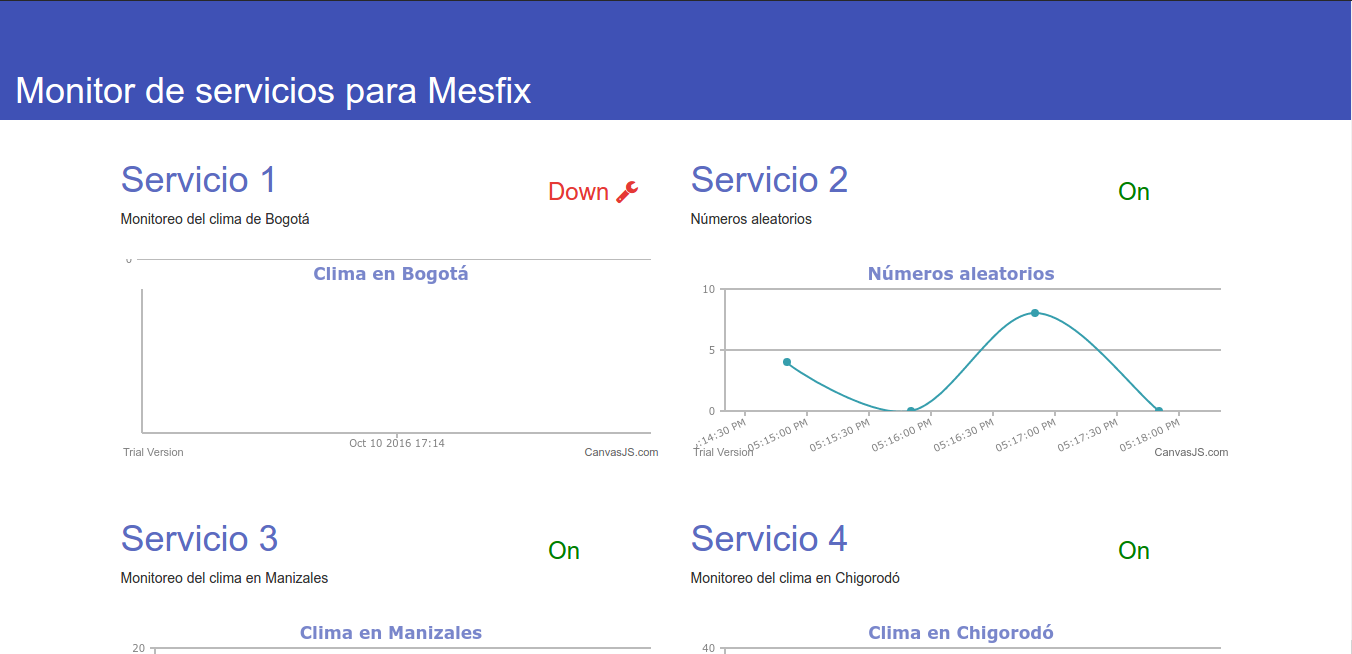 Monitor de servicios para Mesfix
Servicio 1
Down
Monitoreo del clima de Bogotá
Clima en Bogotá
Oct 10 2016 17:14
Trial Version
CanvasJS.com
Servicio 2
On
Números aleatorios
Números aleatorios
10
5
0
:14:30 PM
05:15:00 PM
05:15:30 PM
05:16:00 PM
05:16:30 PM
05:17:00 PM
05:17:30 PM
05:18:00 PM
Trial Version
CanvasJS.com
Servicio 3
On
Monitoreo del clima en Manizales
Clima en Manizales
20
Servicio 4
On
Monitoreo del clima en Chigorodó
Clima en Chigorodó
40